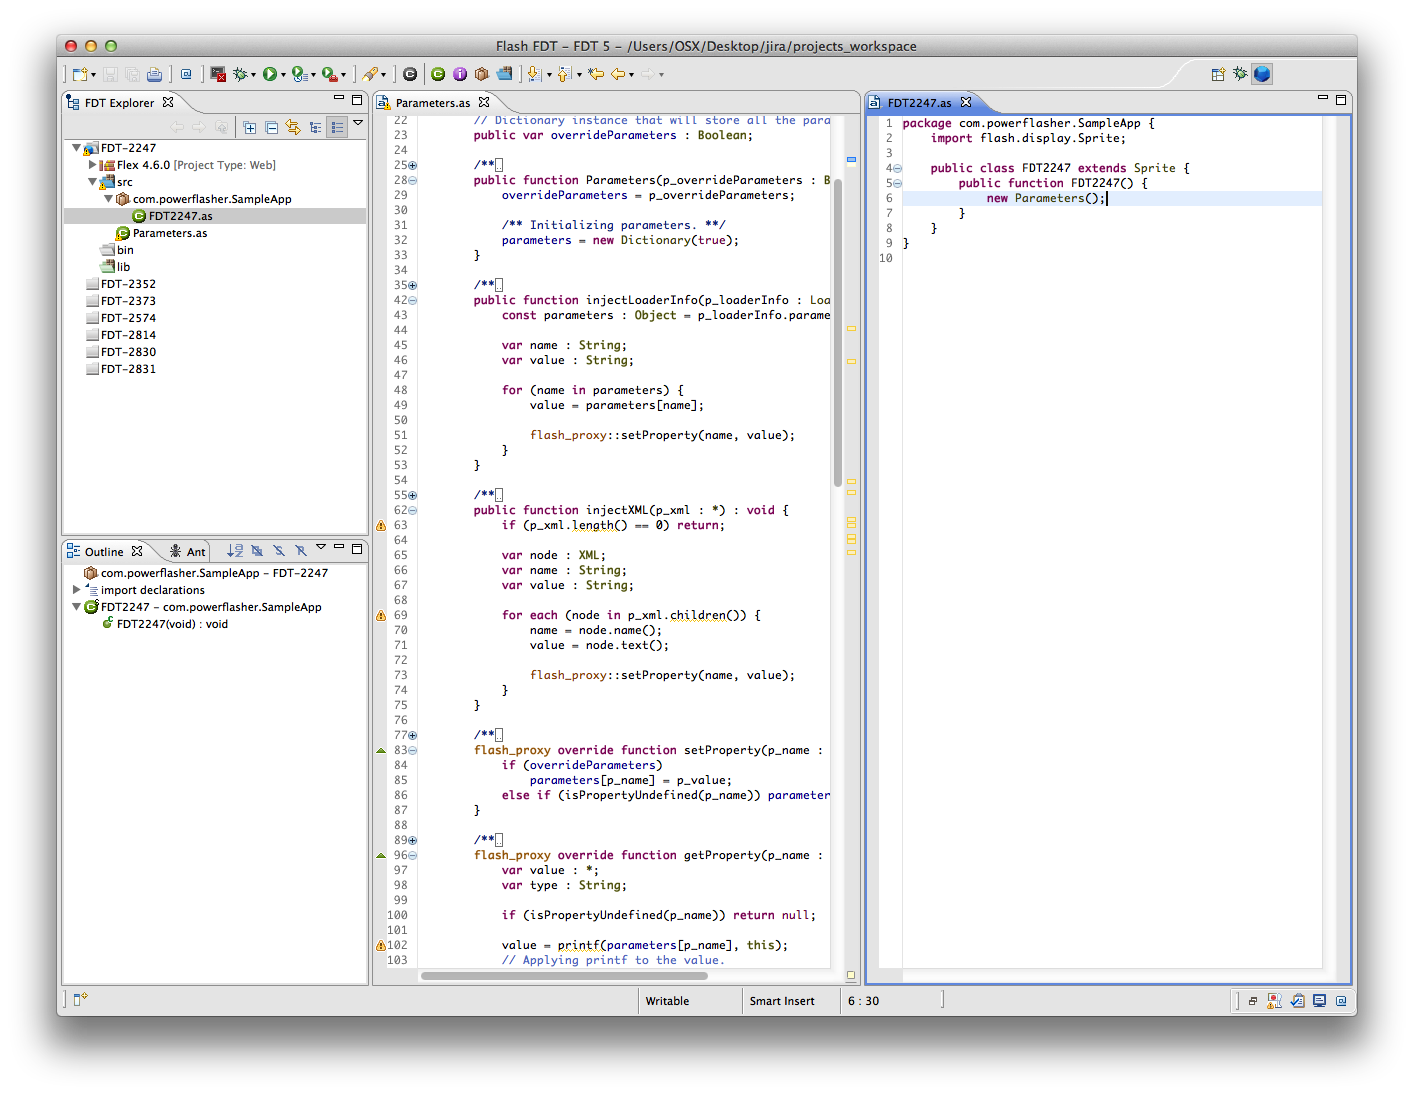 Flash FDT – FDT 5 – /Users/OSX/Desktop/jira/projects_workspace
FDT Explorer
FDT-2247
Flex 4.6.0 [Project Type: Web]
src
com.powerflasher.SampleApp
FDT2247.as
Parameters.as
bin
lib
FDT-2352
FDT-2373
FDT-2574
FDT-2814
FDT-2830
FDT-2831
Outline
Ant
com.powerflasher.SampleApp – FDT-2247
import declarations
FDT2247 – com.powerflasher.SampleApp
FDT2247(void) : void
Parameters.as
22 // Dictionary instance that will store all the para
23 public var overrideParameters : Boolean;
24
25 /**
28 public function Parameters(p_overrideParameters : B
29 overrideParameters = p_overrideParameters;
30
31 /** Initializing parameters. **/
32 parameters = new Dictionary(true);
33 }
34
35 /**
42 public function injectLoaderInfo(p_loaderInfo : Loa
43 const parameters : Object = p_loaderInfo.parame
44
45 var name : String;
46 var value : String;
47
48 for (name in parameters) {
49 value = parameters[name];
50
51 flash_proxy::setProperty(name, value);
52 }
53 }
54
55 /**
62 public function injectXML(p_xml : *) : void {
63 if (p_xml.length() == 0) return;
64
65 var node : XML;
66 var name : String;
67 var value : String;
68
69 for each (node in p_xml.children()) {
70 name = node.name();
71 value = node.text();
72
73 flash_proxy::setProperty(name, value);
74 }
75 }
76
77 /**
83 flash_proxy override function setProperty(p_name :
84 if (overrideParameters)
85 parameters[p_name] = p_value;
86 else if (isPropertyUndefined(p_name)) parameter
87 }
88
89 /**
96 flash_proxy override function getProperty(p_name :
97 var value : *;
98 var type : String;
99
100 if (isPropertyUndefined(p_name)) return null;
101
102 value = printf(parameters[p_name], this);
103 // Applying printf to the value.
FDT2247.as
1 package com.powerflasher.SampleApp {
2 import flash.display.Sprite;
3
4 public class FDT2247 extends Sprite {
5 public function FDT2247() {
6 new Parameters();
7 }
8 }
9 }
10
Writable
Smart Insert
6 : 30